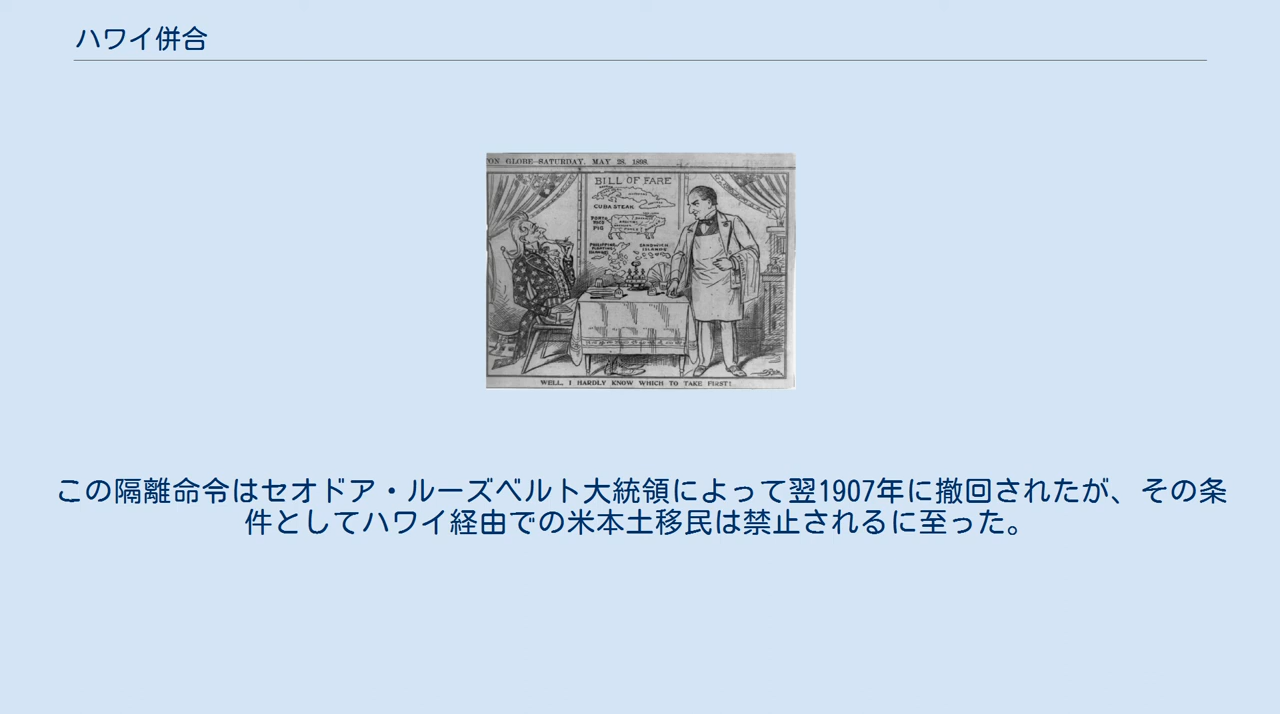 ハワイ併合
ON GLOBE—SATURDAY, MAY 28, 1898.
BILL OF FARE
CUBA STEAK
PORTO RICO PIG
PHILIPPINE FLOATING ISLANDS
SANDWICH ISLANDS
WELL, I HARDLY KNOW WHICH TO TAKE FIRST!
この隔離命令はセオドア・ルーズベルト大統領によって翌1907年に撤回されたが、その条
件としてハワイ経由での米本土移民は禁止されるに至った。